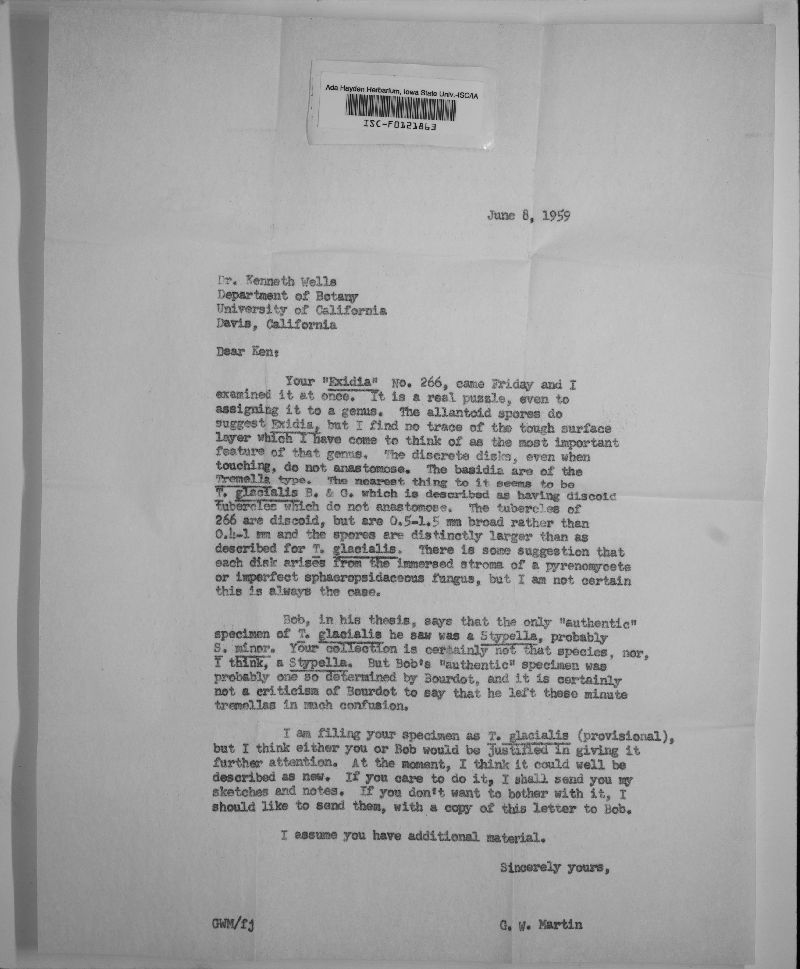 Ada Hayden Herbarium, Iowa State Univ.-ISC/IA
ISC-F0121863
June 8, 1959
Dr. Kenneth Wells
Department of Botany
University of California
Davis, California
Dear Ken:
Your "Exidia" No. 266, came Friday and I
examined it at once. It is a real puzzle, even to
assigning it to a genus. The allantoid spores do
suggest Exidia, but I find no trace of the tough surface
layer which I have come to think of as the most important
feature of that genus. The discrete disks, even when
touching, do not anastomose. The basidia are of the
Tremella type. The nearest thing to it seems to be
T. glacialis B. & G. which is described as having discoid
tubercles which do not anastomose. The tubercles of
266 are discoid, but are 0.5-1.5 mm broad rather than
0.4-1 mm and the spores are distinctly larger than as
described for T. glacialis. There is some suggestion that
each disk arises from the immersed stroma of a pyrenomycete
or imperfect sphaeropsidaceous fungus, but I am not certain
this is always the case.
Bob, in his thesis, says that the only "authentic"
specimen of T. glacialis he saw was a Stypella, probably
S. minor. Your collection is certainly not that species, nor,
I think, a Stypella. But Bob's "authentic" specimen was
probably one so determined by Bourdot, and it is certainly
not a criticism of Bourdot to say that he left these minute
tremellas in much confusion.
I am filing your specimen as T. glacialis (provisional),
but I think either you or Bob would be justified in giving it
further attention. At the moment, I think it could well be
described as new. If you care to do it, I shall send you my
sketches and notes. If you don't want to bother with it, I
should like to send them, with a copy of this letter to Bob.
I assume you have additional material.
Sincerely yours,
GWM/fj
G. W. Martin